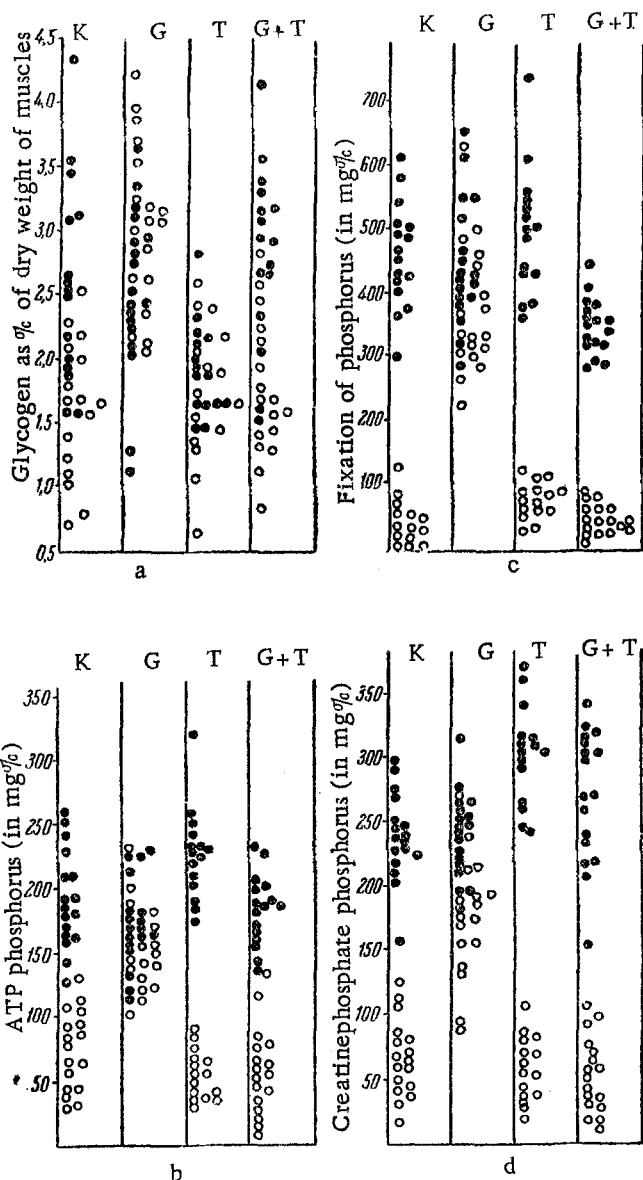 Glycogen as % of dry weight of muscles
K G T G+T
4,5
4,0
3,5
3,0
2,5
2,0
1,5
1,0
0,5
a
Fixation of phosphorus (in mg%)
K G T G+T
700
600
500
400
300
200
100
c
ATP phosphorus (in mg%)
K G T G+T
350
300
250
200
150
100
50
b
Creatinephosphate phosphorus (in mg%)
K G T G+T
350
300
250
200
150
100
50
d